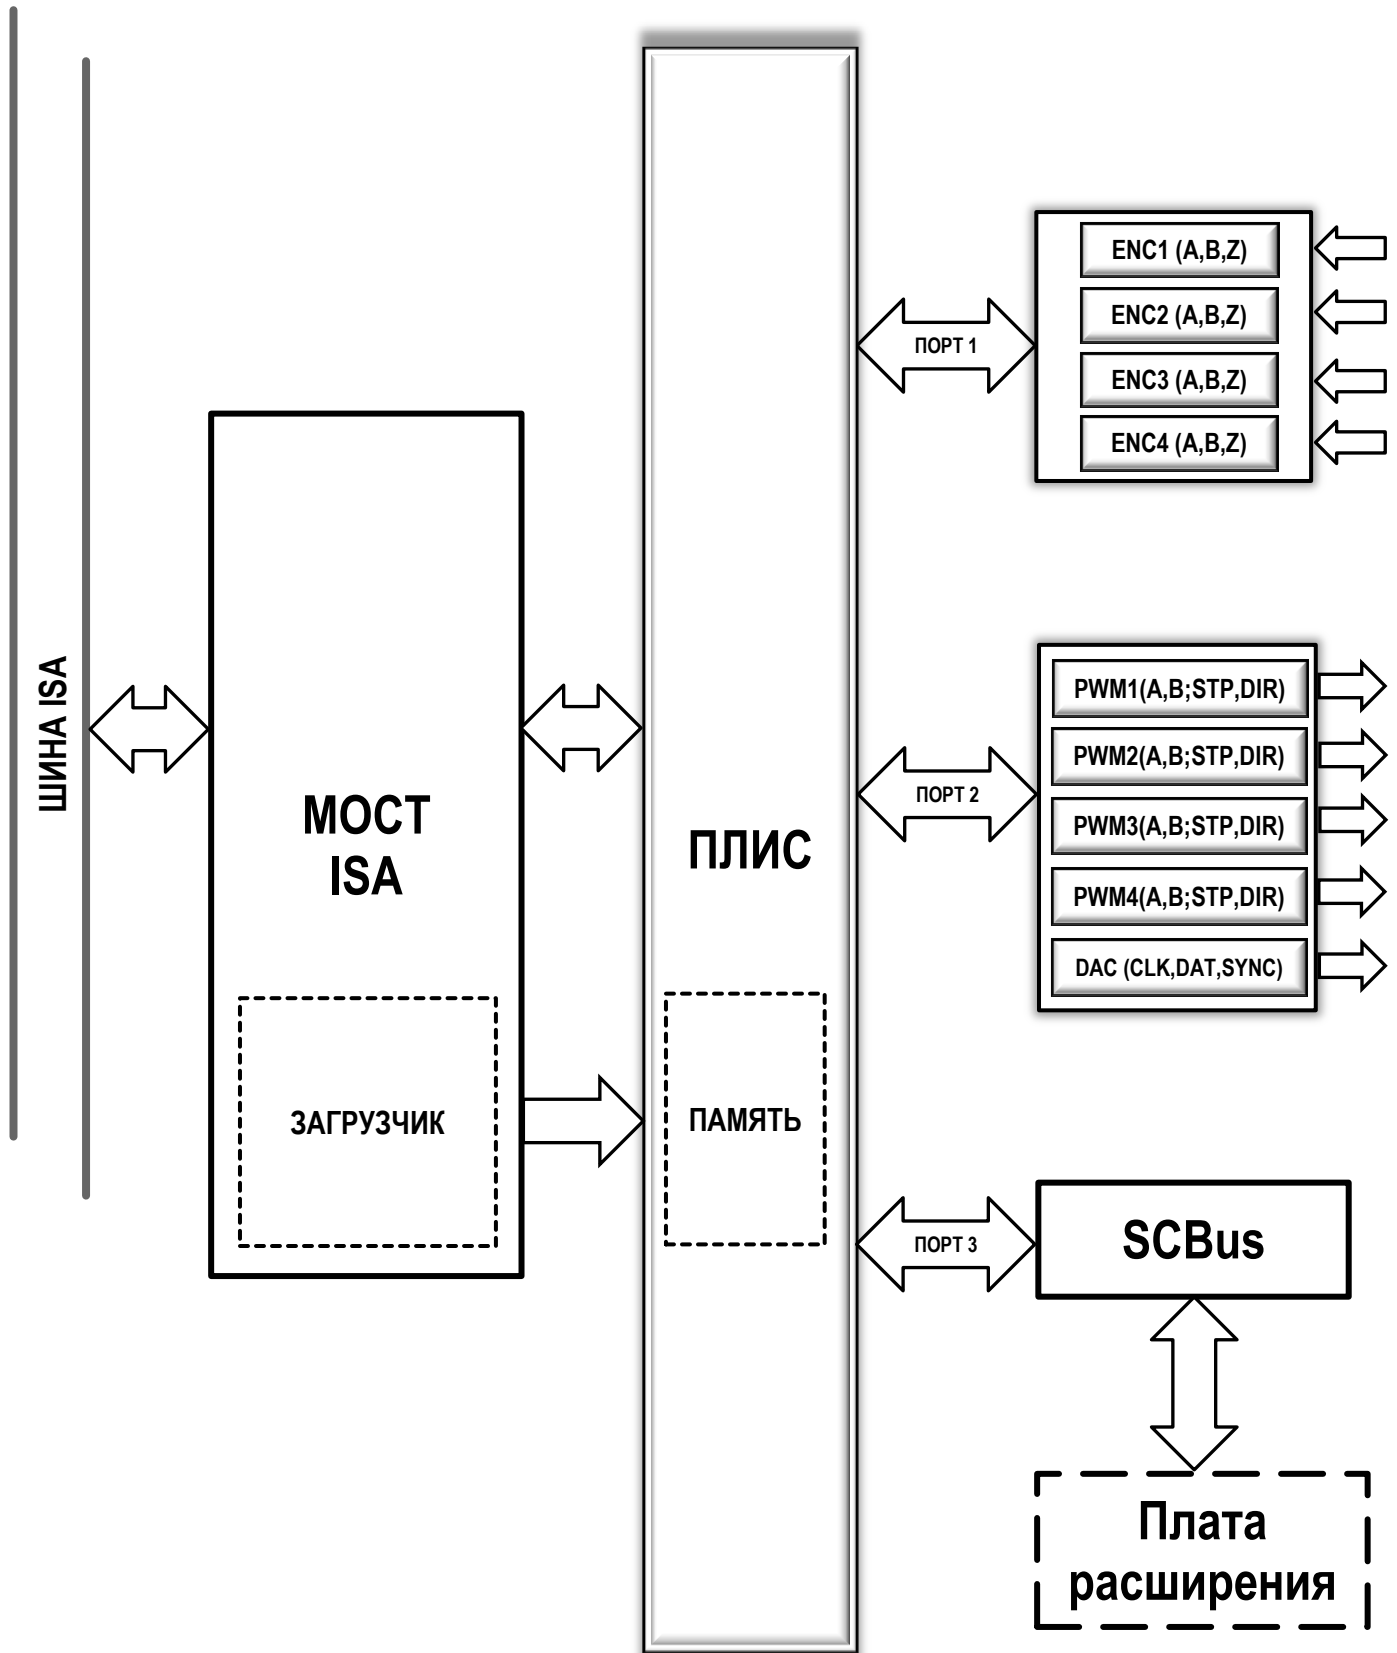 ШИНА ISA
МОСТ
ISA
ЗАГРУЗЧИК
ПЛИС
ПАМЯТЬ
ПОРТ 1
ENC1 (A,B,Z)
ENC2 (A,B,Z)
ENC3 (A,B,Z)
ENC4 (A,B,Z)
ПОРТ 2
PWM1(A,B;STP,DIR)
PWM2(A,B;STP,DIR)
PWM3(A,B;STP,DIR)
PWM4(A,B;STP,DIR)
DAC (CLK,DAT,SYNC)
ПОРТ 3
SCBus
Плата
расширения